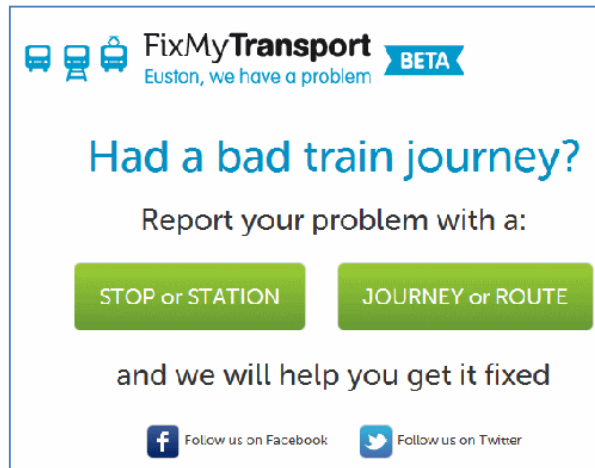 FixMyTransport
BETA
Euston, we have a problem
Had a bad train journey?
Report your problem with a:
STOP or STATION
JOURNEY or ROUTE
and we will help you get it fixed
f Follow us on Facebook
Follow us on Twitter